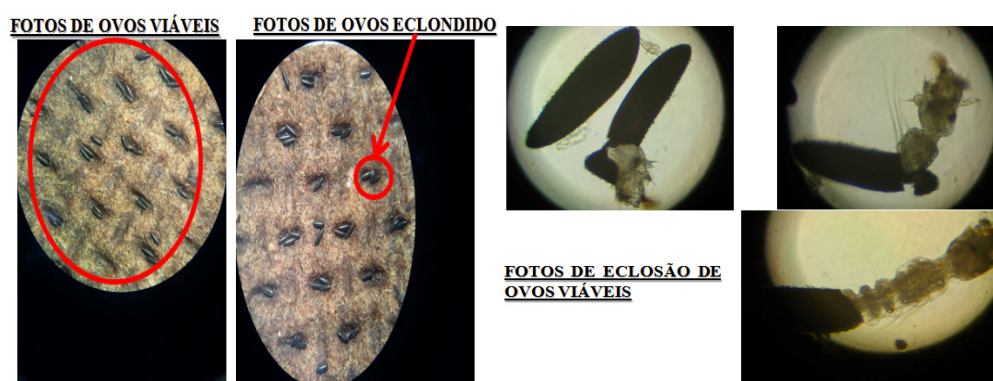 FOTOS DE OVOS VIÁVEIS
FOTOS DE OVOS ECLONDIDO
FOTOS DE ECLOSÃO DE
OVOS VIÁVEIS